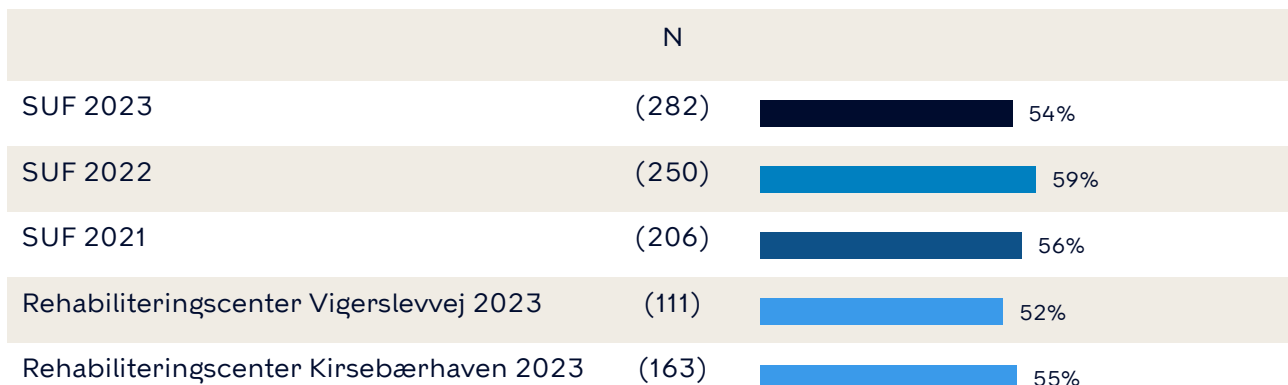 N
SUF 2023 (282) 54%
SUF 2022 (250) 59%
SUF 2021 (206) 56%
Rehabiliteringscenter Vigerslevvej 2023 (111) 52%
Rehabiliteringscenter Kirsebærhaven 2023 (163) 55%